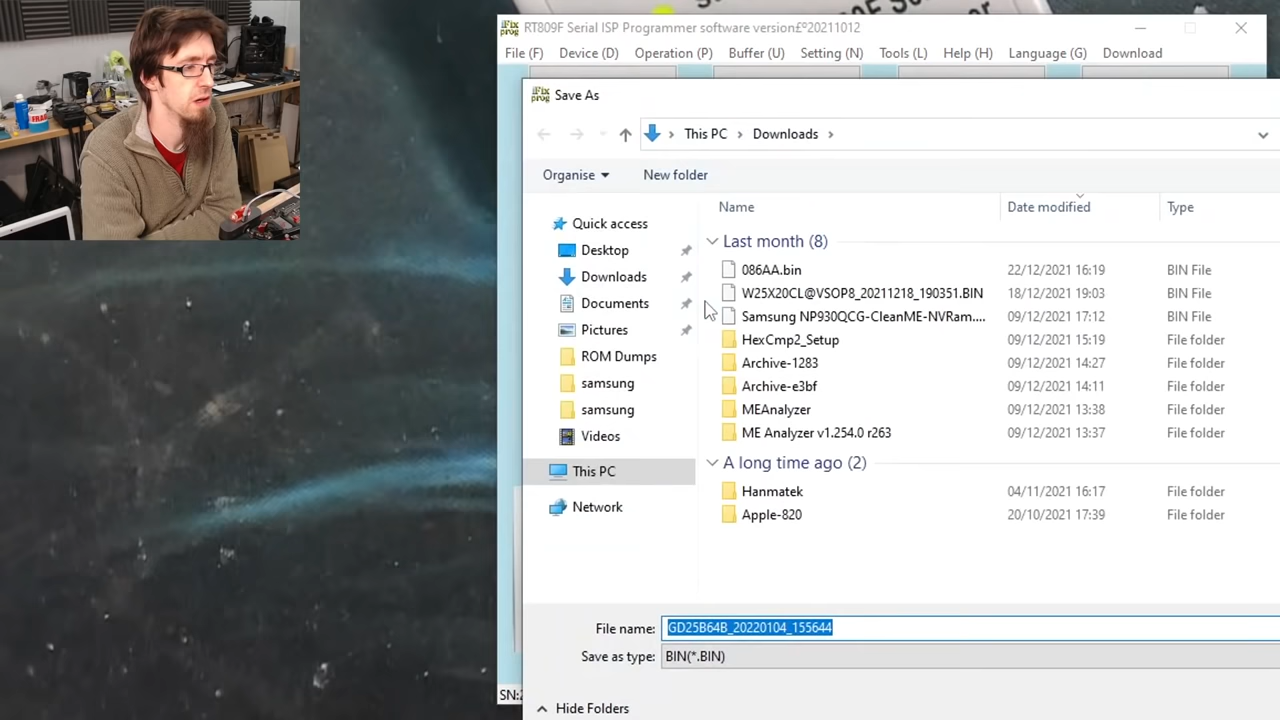 RT809F Serial ISP Programmer software version£º20211012
File (F) Device (D) Operation (P) Buffer (U) Setting (N) Tools (L) Help (H) Language (G) Download
Save As
This PC > Downloads >
Organise New folder
Name Date modified Type
Quick access
Desktop
Downloads
Documents
Pictures
ROM Dumps
samsung
samsung
Videos
This PC
Network
Last month (8)
086AA.bin 22/12/2021 16:19 BIN File
W25X20CL@VSOP8_20211218_190351.BIN 18/12/2021 19:03 BIN File
Samsung NP930QCG-CleanME-NVRam.... 09/12/2021 17:12 BIN File
HexCmp2_Setup 09/12/2021 15:19 File folder
Archive-1283 09/12/2021 14:27 File folder
Archive-e3bf 09/12/2021 14:11 File folder
MEAnalyzer 09/12/2021 13:38 File folder
ME Analyzer v1.254.0 r263 09/12/2021 13:37 File folder
A long time ago (2)
Hanmatek 04/11/2021 16:17 File folder
Apple-820 20/10/2021 17:39 File folder
File name: GD25B64B_20220104_155644
Save as type: BIN(*.BIN)
Hide Folders
SN: